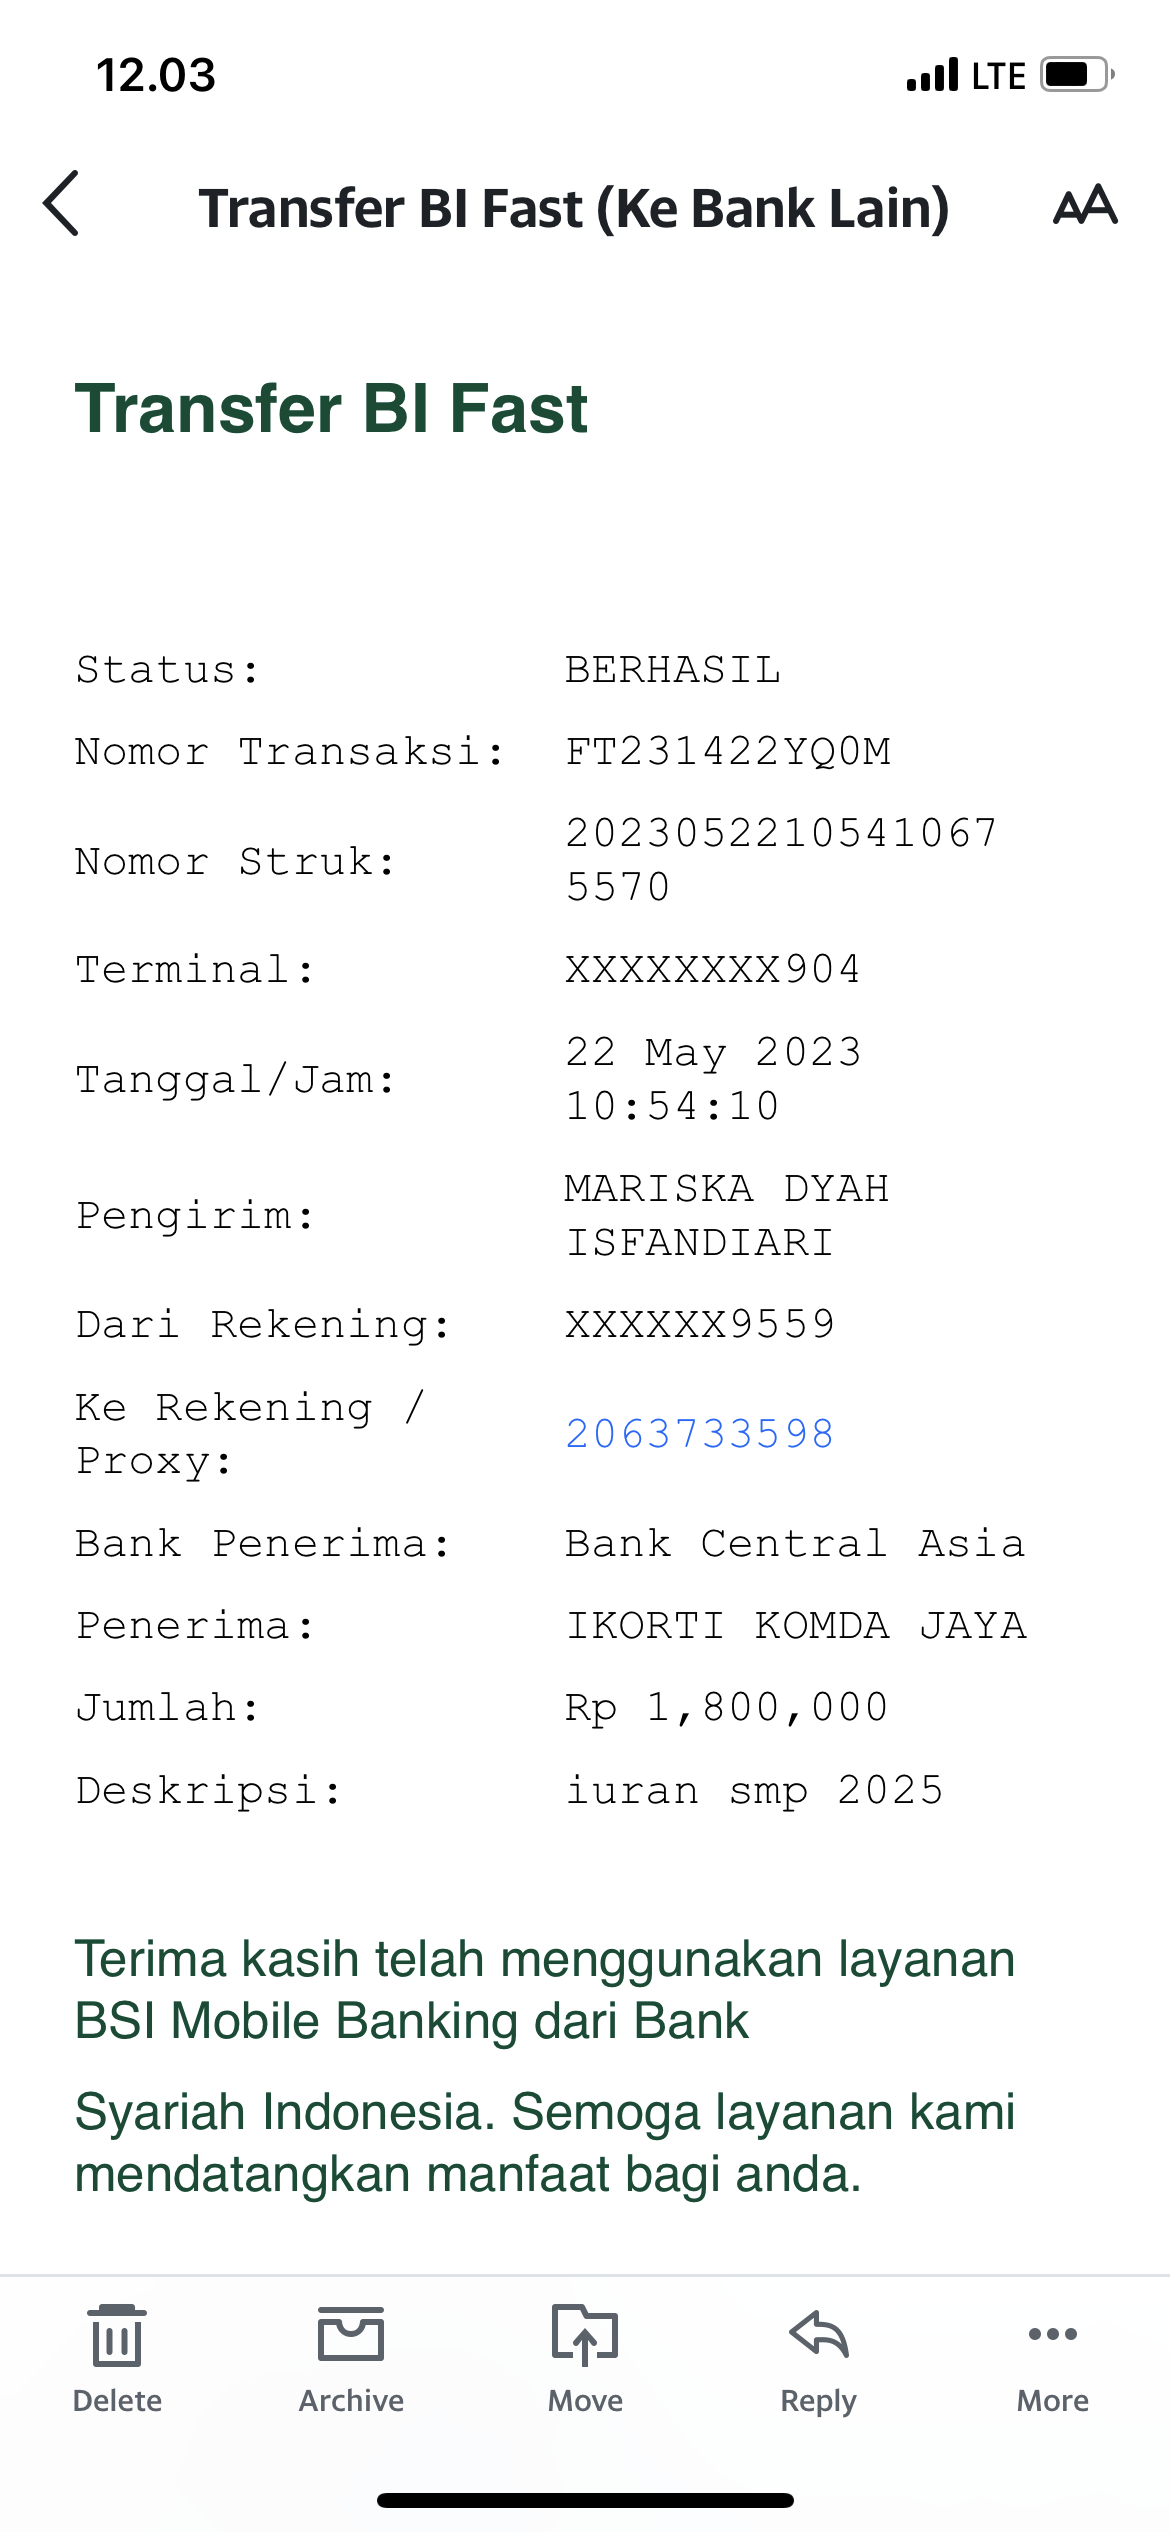 12.03
LTE
Transfer BI Fast (Ke Bank Lain)
AA
Transfer BI Fast
Status: BERHASIL
Nomor Transaksi: FT231422YQ0M
Nomor Struk: 2023052210541067
5570
Terminal: XXXXXXXX904
Tanggal/Jam: 22 May 2023
10:54:10
Pengirim: MARISKA DYAH
ISFANDIARI
Dari Rekening: XXXXXX9559
Ke Rekening /
Proxy: 2063733598
Bank Penerima: Bank Central Asia
Penerima: IKORTI KOMDA JAYA
Jumlah: Rp 1,800,000
Deskripsi: iuran smp 2025
Terima kasih telah menggunakan layanan
BSI Mobile Banking dari Bank
Syariah Indonesia. Semoga layanan kami
mendatangkan manfaat bagi anda.
Delete Archive Move Reply More